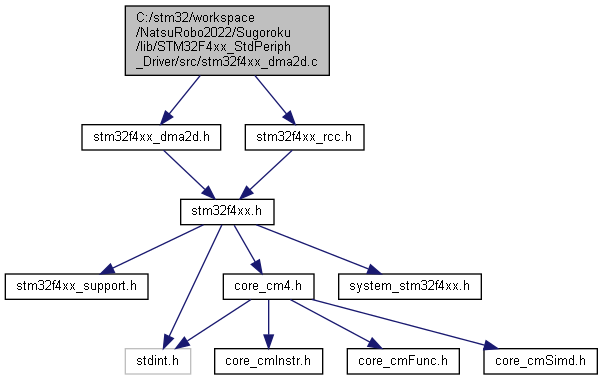 C:/stm32/workspace
/NatsuRobo2022/Sugoroku
/lib/STM32F4xx_StdPeriph
_Driver/src/stm32f4xx_dma2d.c
stm32f4xx_dma2d.h
stm32f4xx_rcc.h
stm32f4xx.h
stm32f4xx_support.h
core_cm4.h
system_stm32f4xx.h
stdint.h
core_cmInstr.h
core_cmFunc.h
core_cmSimd.h